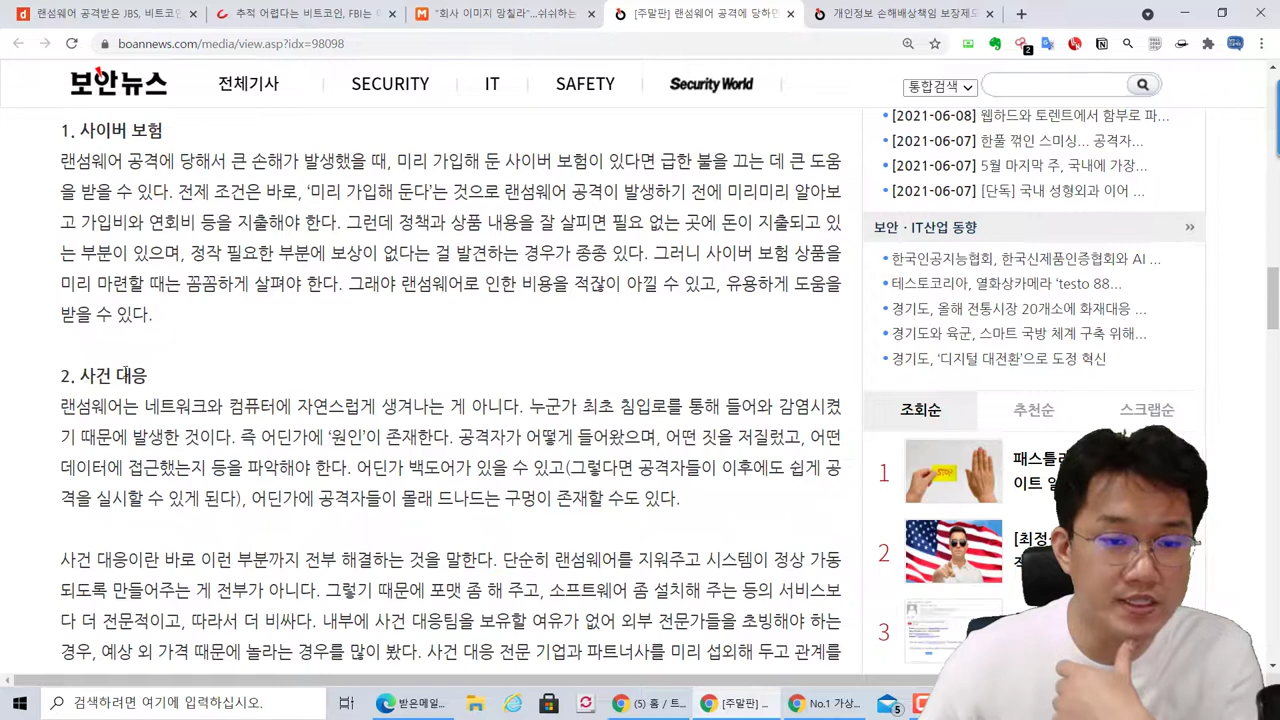 랜섬웨어 공격받은 JBS, 비트코인
추적 어렵다는 비트코인, FBI는 어
"회사야 어차피 망칠라"…쉬쉬하는
[주말판] 랜섬웨어 공격에 당하면
개인정보 손해배상책임 보장제도
boannews.com/media/view.asp?idx=98098
보안뉴스
전체기사
SECURITY
IT
SAFETY
Security World
통합검색
1. 사이버 보험
랜섬웨어 공격에 당해서 큰 손해가 발생했을 때, 미리 가입해 둔 사이버 보험이 있다면 급한 불을 끄는 데 큰 도움
을 받을 수 있다. 전제 조건은 바로, ‘미리 가입해 둔다’는 것으로 랜섬웨어 공격이 발생하기 전에 미리미리 알아보
고 가입비와 연회비 등을 지출해야 한다. 그런데 정책과 상품 내용을 잘 살피면 필요 없는 곳에 돈이 지출되고 있
는 부분이 있으며, 정작 필요한 부분에 보상이 없다는 걸 발견하는 경우가 종종 있다. 그러니 사이버 보험 상품을
미리 마련할 때는 꼼꼼하게 살펴야 한다. 그래야 랜섬웨어로 인한 비용을 적잖이 아낄 수 있고, 유용하게 도움을
받을 수 있다.
2. 사건 대응
랜섬웨어는 네트워크와 컴퓨터에 자연스럽게 생겨나는 게 아니다. 누군가 최초 침입로를 통해 들어와 감염시켰
기 때문에 발생한 것이다. 즉 어딘가에 ‘원인’이 존재한다. 공격자가 어떻게 들어왔으며, 어떤 짓을 저질렀고, 어떤
데이터에 접근했는지 등을 파악해야 한다. 어딘가 백도어가 있을 수 있고(그렇다면 공격자들이 이후에도 쉽게 공
격을 실시할 수 있게 된다), 어딘가에 공격자들이 몰래 드나드는 구멍이 존재할 수도 있다.
사건 대응이란 바로 이런 부분까지 전부 해결하는 것을 말한다. 단순히 랜섬웨어를 지워주고 시스템이 정상 가동
되도록 만들어주는 게 전부가 아니다. 그렇기 때문에 포맷 좀 해 주고, 소프트웨어 좀 설치해 주는 등의 서비스보
다 더 전문적이고, 따라서 더 비싸다. 내부에 사건 대응팀을 보유할 여유가 없어 외부 전문가들을 초빙해야 하는
경우, 예상 외 가격 때문에 놀라는 경우를 많이 봤다. 사건 대응 전문 기업과 파트너사를 미리 섭외해 두고 관계를
[2021-06-08] 웹하드와 토렌트에서 함부로 파...
[2021-06-07] 한풀 꺾인 스미싱... 공격자...
[2021-06-07] 5월 마지막 주, 국내에 가장...
[2021-06-07] [단독] 국내 성형외과 이어 ...
보안 · IT산업 동향
한국인공지능협회, 한국신제품인증협회와 AI ...
테스토코리아, 열화상카메라 ‘testo 88...
경기도, 올해 전통시장 20개소에 화재대응 ...
경기도와 육군, 스마트 국방 체계 구축 위해...
경기도, ‘디지털 대전환’으로 도정 혁신
조회순
추천순
스크랩순
1
패스틀리
이트 일
2
[최정
3
검색하려면 여기에 입력하십시오.
받은메일...
(5) 홈 / 트...
[주말판] ...
No.1 가상...
5